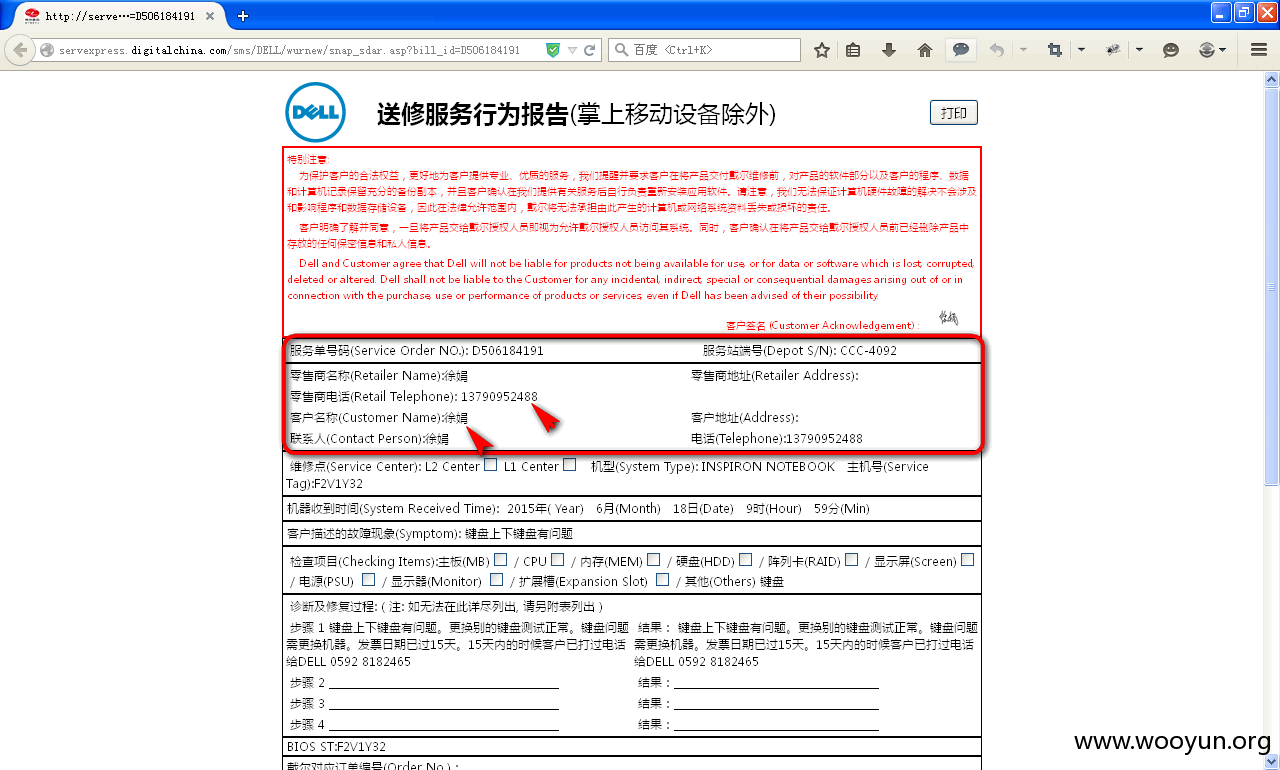 http://serve···=D506184191
servexpress.digitalchina.com/sms/DELL/wurnew/snap_sdar.asp?bill_id=D506184191
百度 <Ctrl+K>
DELL
送修服务行为报告(掌上移动设备除外)
打印
特别注意:
为保护客户的合法权益，更好地为客户提供专业、优质的服务，我们提醒并要求客户在将产品交付戴尔维修前，对产品的软件部分以及客户的程序、数据
和计算机记录保留充分的备份副本，并且客户确认在我们提供有关服务后自行负责重新安装应用软件。请注意，我们无法保证计算机硬件故障的解决不会涉及
和影响程序和数据存储设备，因此在法律允许范围内，戴尔将无法承担由此产生的计算机或网络系统资料丢失或损坏的责任。
客户明确了解并同意，一旦将产品交给戴尔授权人员即视为允许戴尔授权人员访问其系统。同时，客户确认在将产品交给戴尔授权人员前已经删除产品中
存放的任何保密信息和私人信息。
Dell and Customer agree that Dell will not be liable for products not being available for use, or for data or software which is lost, corrupted,
deleted or altered. Dell shall not be liable to the Customer for any incidental, indirect, special or consequential damages arising out of or in
connection with the purchase, use or performance of products or services, even if Dell has been advised of their possibility.
客户签名 (Customer Acknowledgement) :
服务单号码(Service Order NO.): D506184191 服务站端号(Depot S/N): CCC-4092
零售商名称(Retailer Name):徐娟 零售商地址(Retailer Address):
零售商电话(Retail Telephone): 13790952488
客户名称(Customer Name):徐娟 客户地址(Address):
联系人(Contact Person):徐娟 电话(Telephone):13790952488
维修点(Service Center): L2 Center L1 Center 机型(System Type): INSPIRON NOTEBOOK 主机号(Service
Tag):F2V1Y32
机器收到时间(System Received Time): 2015年( Year) 6月(Month) 18日(Date) 9时(Hour) 59分(Min)
客户描述的故障现象(Symptom): 键盘上下键盘有问题
检查项目(Checking Items):主板(MB) / CPU / 内存(MEM) / 硬盘(HDD) / 阵列卡(RAID) / 显示屏(Screen)
/ 电源(PSU) / 显示器(Monitor) / 扩展槽(Expansion Slot) / 其他(Others) 键盘
诊断及修复过程: ( 注: 如无法在此详尽列出, 请另附表列出 )
步骤 1 键盘上下键盘有问题。更换别的键盘测试正常。键盘问题 结果： 键盘上下键盘有问题。更换别的键盘测试正常。键盘问题
需更换机器。发票日期已过15天。15天内的时候客户已打过电话 需更换机器。发票日期已过15天。15天内的时候客户已打过电话
给DELL 0592 8182465 给DELL 0592 8182465
步骤 2 结果：
步骤 3 结果：
步骤 4 结果：
BIOS ST:F2V1Y32
戴尔对应订单编号(Order No.)：
www.wooyun.org